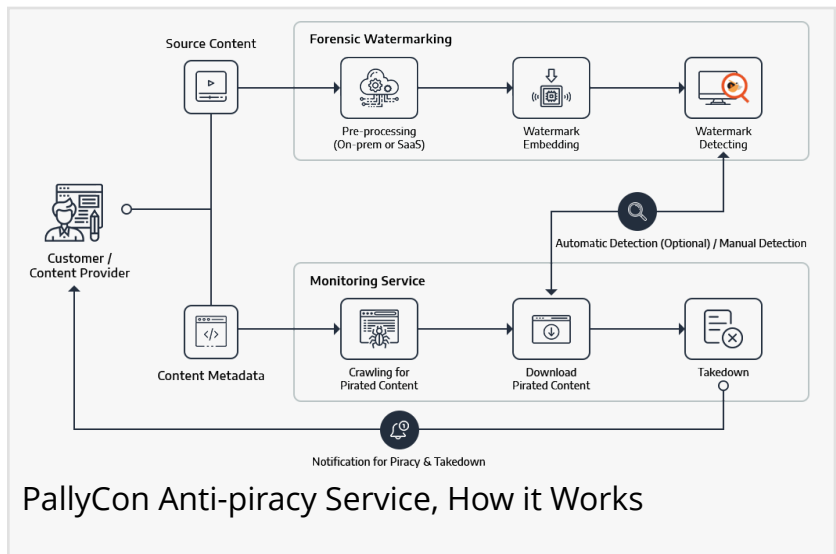 Source Content
Forensic Watermarking
Pre-processing
(On-prem or SaaS)
Watermark
Embedding
Watermark
Detecting
Customer /
Content Provider
Automatic Detection (Optional) / Manual Detection
Monitoring Service
</>
Content Metadata
Crawling for
Pirated Content
Download
Pirated Content
Takedown
Notification for Piracy & Takedown
PallyCon Anti-piracy Service, How it Works